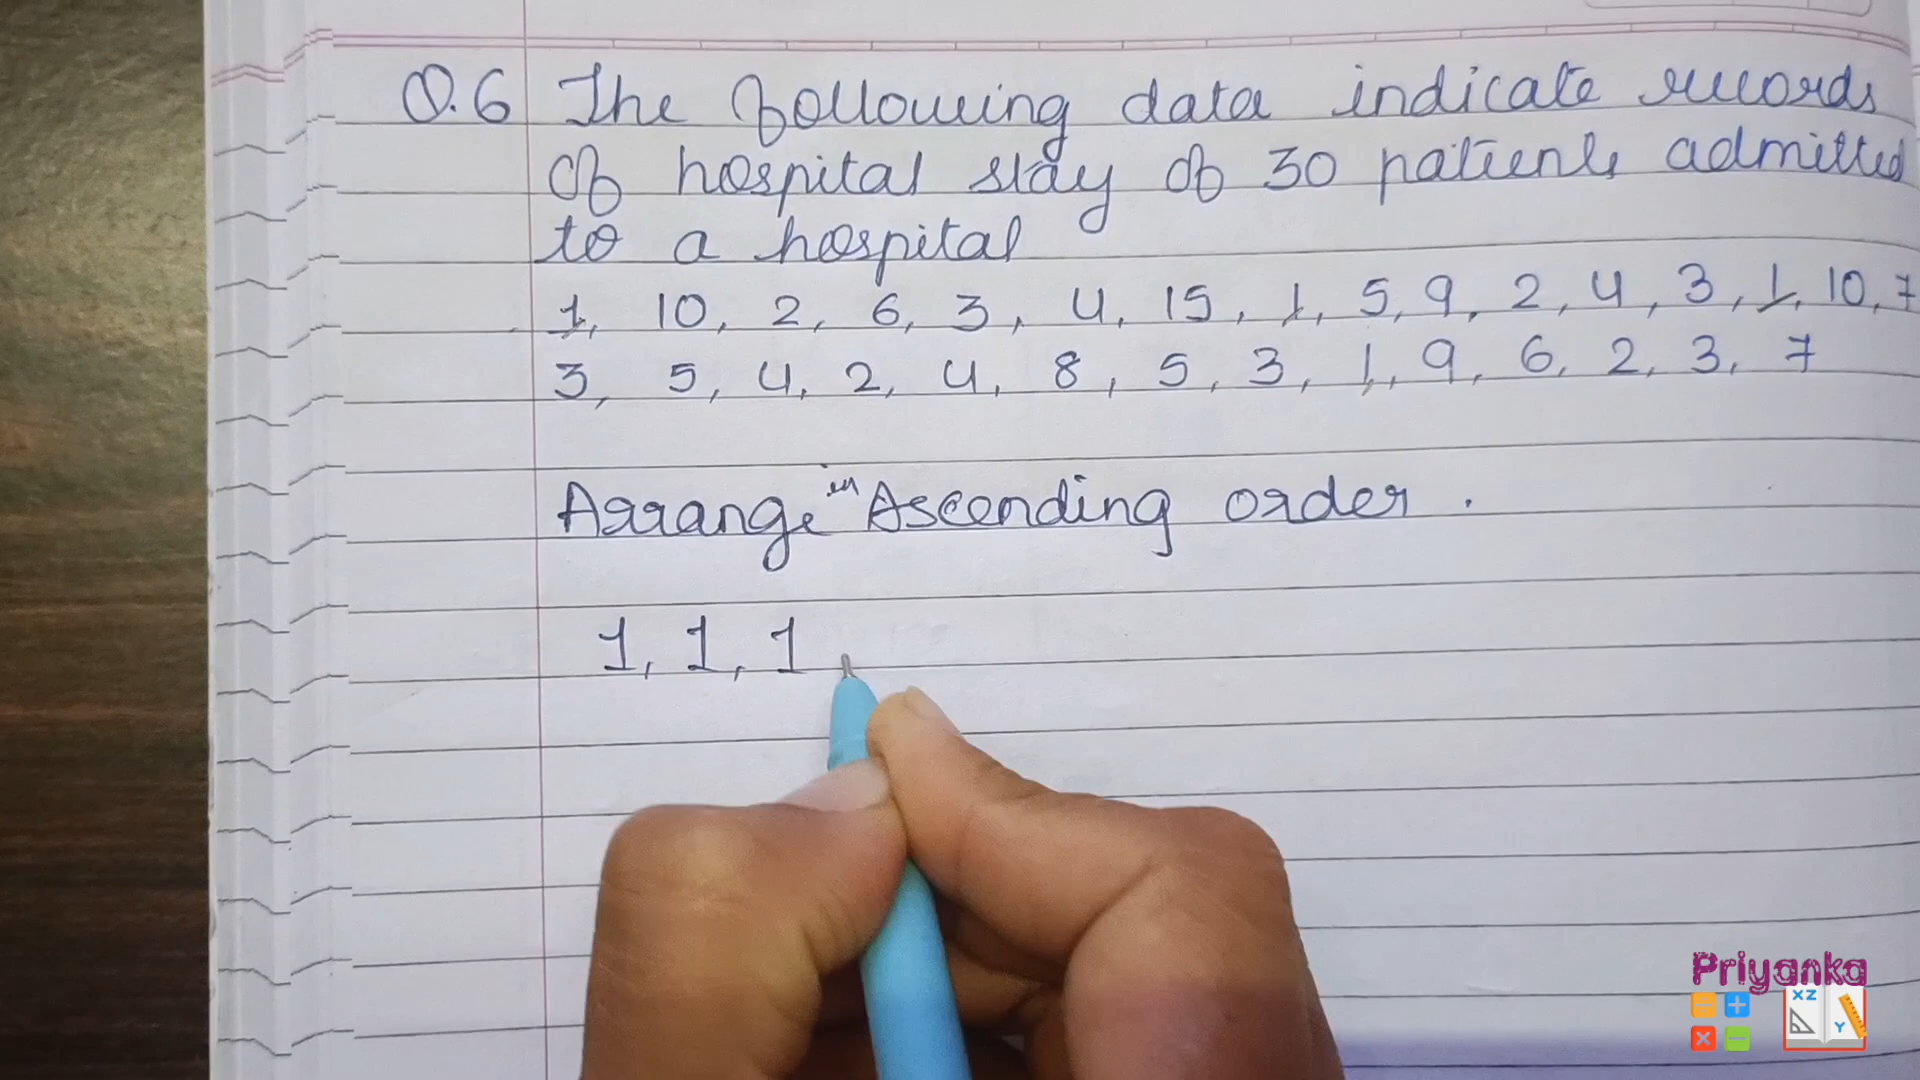 Q.6 The following data indicate records
of hospital stay of 30 patients admitted
to a hospital
1, 10, 2, 6, 3, 4, 15, 1, 5, 9, 2, 4, 3, 1, 10, 7
3, 5, 4, 2, 4, 8, 5, 3, 1, 9, 6, 2, 3, 7
Arrange in Ascending order.
1, 1, 1
Priyanka
XZ
Y